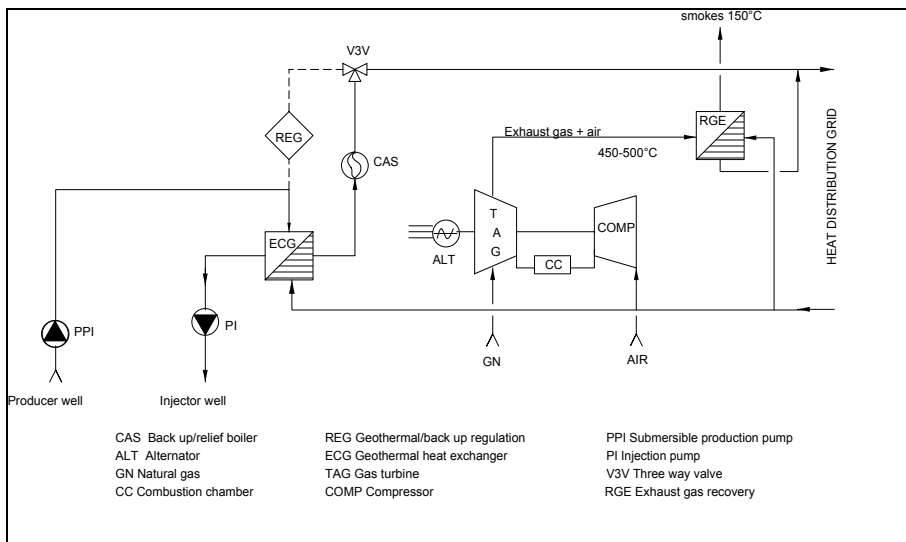 smokes 150°C
V3V
REG
RGE
Exhaust gas + air
450-500°C
CAS
HEAT DISTRIBUTION GRID
T
A
G
COMP
ECG
ALT
CC
PPI
PI
GN
AIR
Producer well
Injector well
CAS Back up/relief boiler
REG Geothermal/back up regulation
PPI Submersible production pump
ALT Alternator
ECG Geothermal heat exchanger
PI Injection pump
GN Natural gas
TAG Gas turbine
V3V Three way valve
CC Combustion chamber
COMP Compressor
RGE Exhaust gas recovery